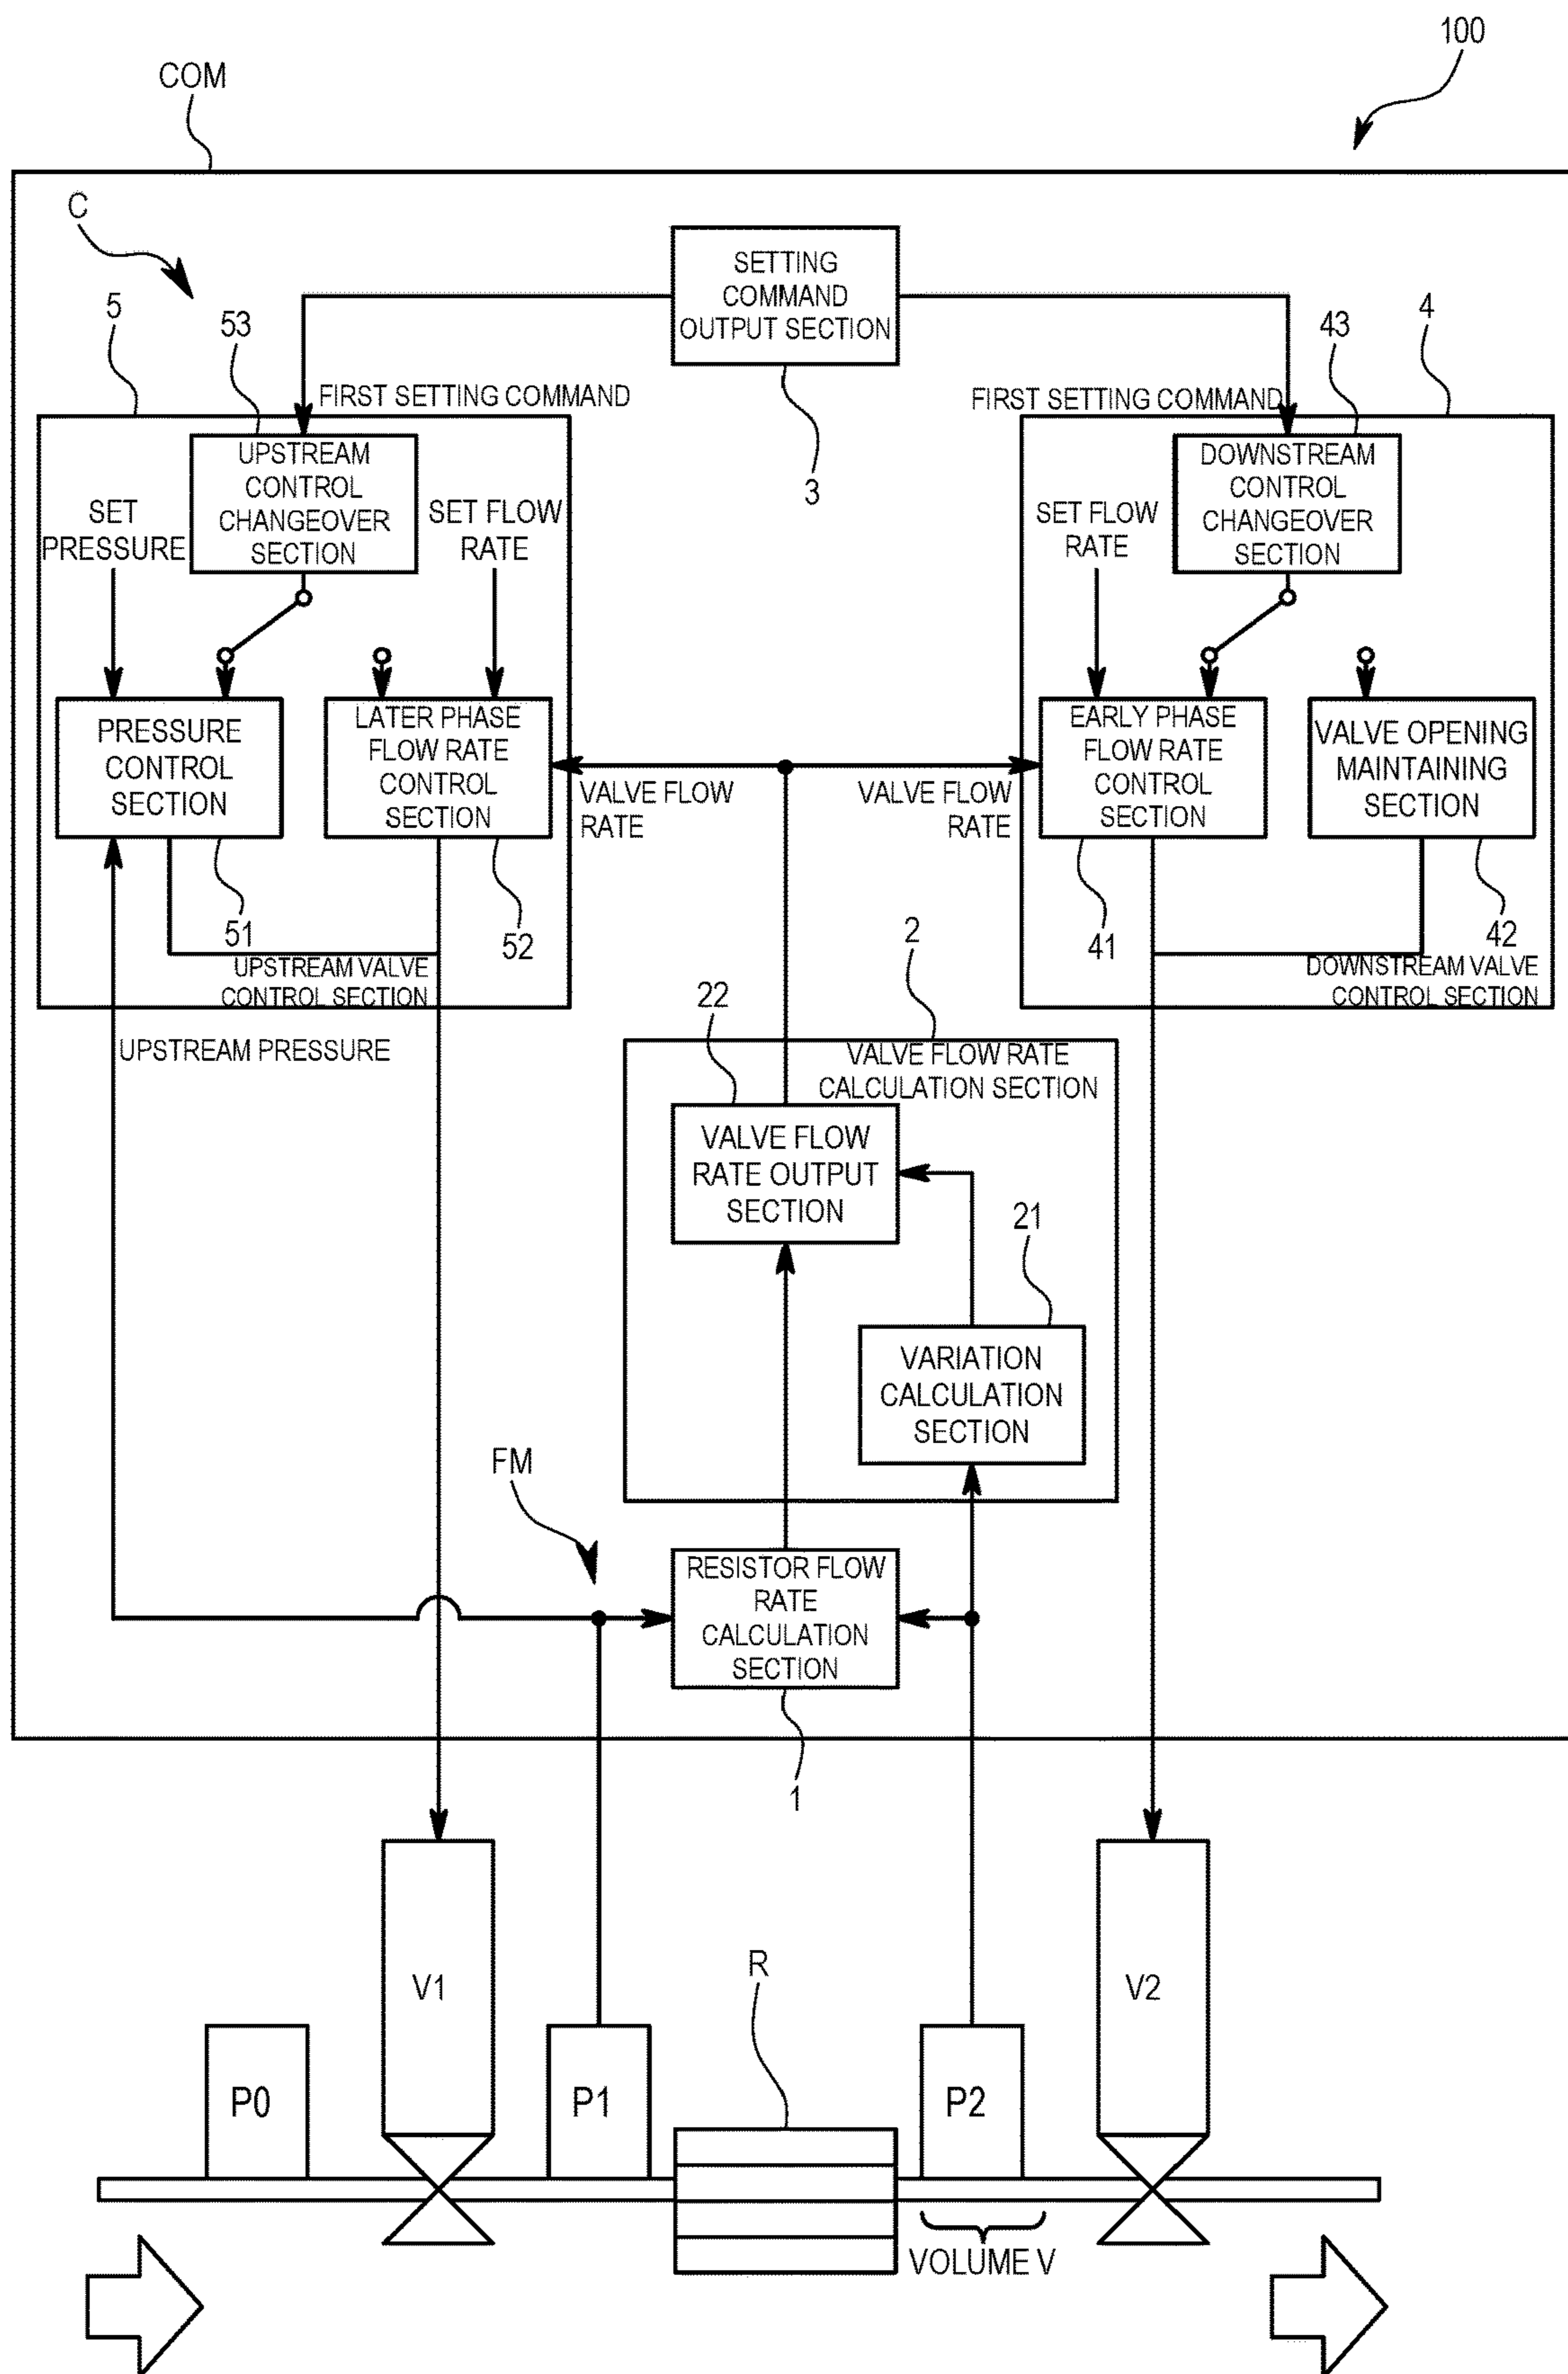 100
COM
C
SETTING
COMMAND
OUTPUT SECTION
3
5
53
43
4
FIRST SETTING COMMAND
FIRST SETTING COMMAND
UPSTREAM
CONTROL
CHANGEOVER
SECTION
SET
PRESSURE
SET FLOW
RATE
DOWNSTREAM
CONTROL
CHANGEOVER
SECTION
SET FLOW
RATE
PRESSURE
CONTROL
SECTION
LATER PHASE
FLOW RATE
CONTROL
SECTION
VALVE FLOW
RATE
VALVE FLOW
RATE
EARLY PHASE
FLOW RATE
CONTROL
SECTION
VALVE OPENING
MAINTAINING
SECTION
51
52
41
42
UPSTREAM VALVE
CONTROL SECTION
DOWNSTREAM VALVE
CONTROL SECTION
UPSTREAM PRESSURE
2
22
VALVE FLOW RATE
CALCULATION SECTION
VALVE FLOW
RATE OUTPUT
SECTION
21
VARIATION
CALCULATION
SECTION
FM
RESISTOR FLOW
RATE
CALCULATION
SECTION
1
V1
V2
R
P0
P1
P2
VOLUME V